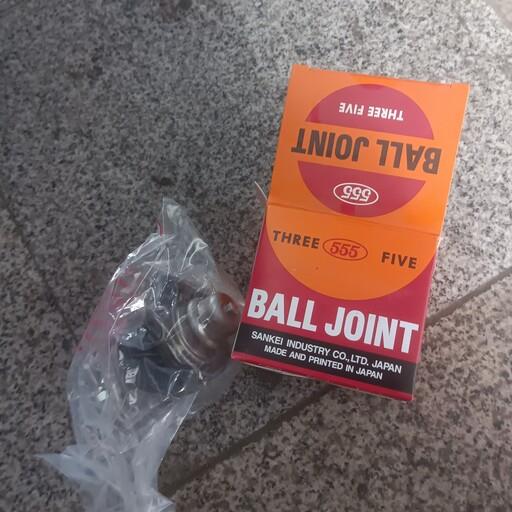 THREE FIVE
BALL JOINT
555
THREE 555 FIVE
BALL JOINT
SANKEI INDUSTRY CO., LTD. JAPAN
MADE AND PRINTED IN JAPAN